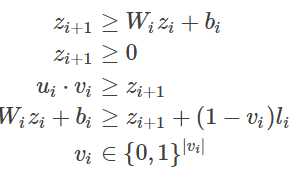 z_{i+1} ≥ W_i z_i + b_i
z_{i+1} ≥ 0
u_i · v_i ≥ z_{i+1}
W_i z_i + b_i ≥ z_{i+1} + (1 − v_i) l_i
v_i ∈ {0, 1}^{|v_i|}